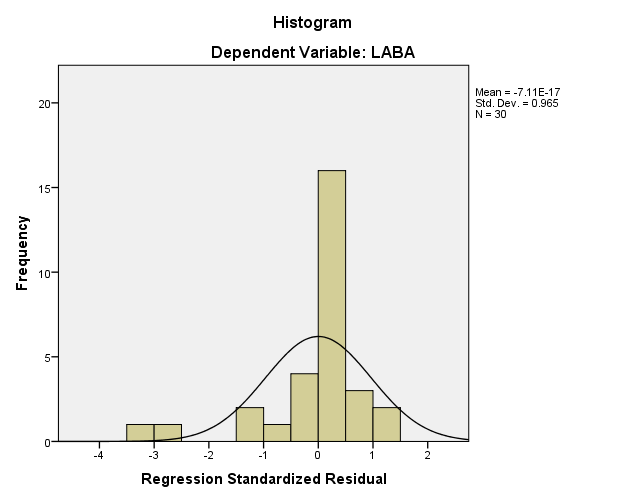 Histogram
Dependent Variable: LABA
Mean = -7.11E-17
Std. Dev. = 0.965
N = 30
Frequency
20
15
10
5
0
-4 -3 -2 -1 0 1 2
Regression Standardized Residual